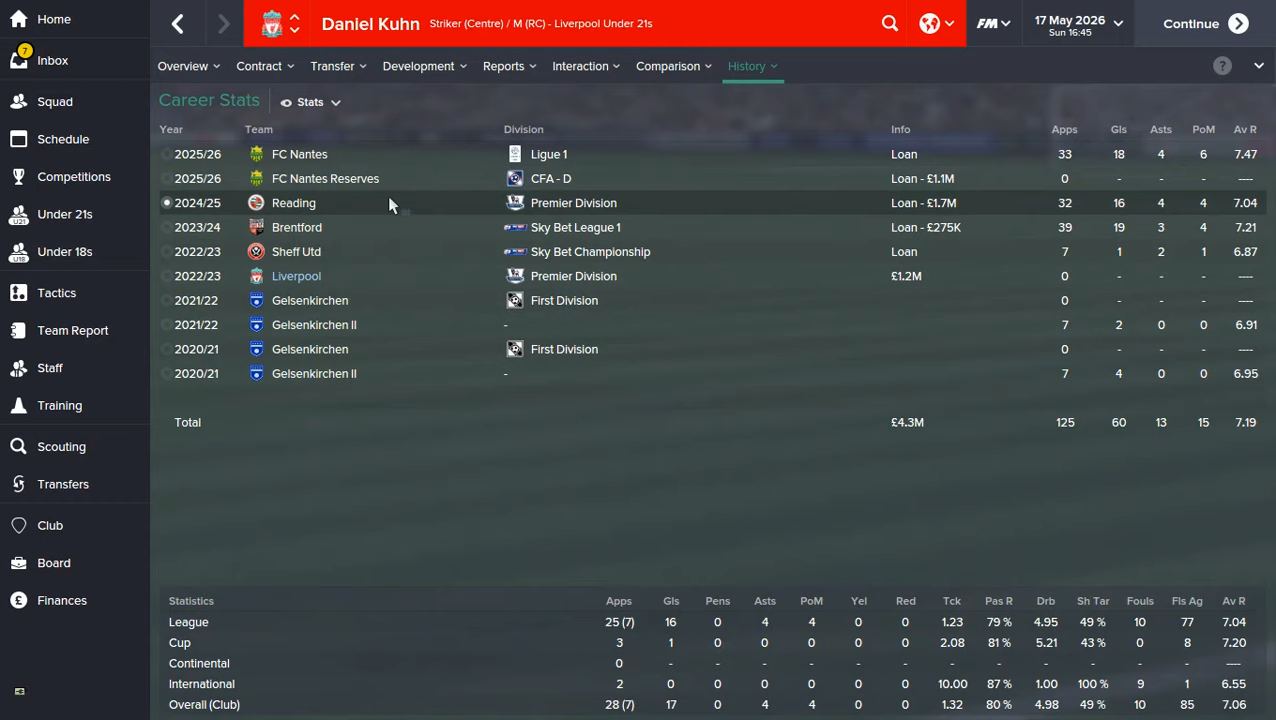 Home
Daniel Kuhn Striker (Centre) / M (RC) - Liverpool Under 21s FM 17 May 2026 Continue
Sun 16:45
7
Inbox
Overview Contract Transfer Development Reports Interaction Comparison History ?
Squad
Career Stats Stats
Schedule
Year Team Division Info Apps Gls Asts PoM Av R
2025/26 FC Nantes Ligue 1 Loan 33 18 4 6 7.47
Competitions
2025/26 FC Nantes Reserves CFA - D Loan - £1.1M 0 - - - ----
2024/25 Reading Premier Division Loan - £1.7M 32 16 4 4 7.04
Under 21s
U21
2023/24 Brentford Sky Bet League 1 Loan - £275K 39 19 3 4 7.21
Under 18s
U18
2022/23 Sheff Utd Sky Bet Championship Loan 7 1 2 1 6.87
2022/23 Liverpool Premier Division £1.2M 0 - - - ----
Tactics
2021/22 Gelsenkirchen First Division 0 - - - ----
Team Report
2021/22 Gelsenkirchen II - 7 2 0 0 6.91
2020/21 Gelsenkirchen First Division 0 - - - ----
Staff
2020/21 Gelsenkirchen II - 7 4 0 0 6.95
Training
Total £4.3M 125 60 13 15 7.19
Scouting
Transfers
Club
Board
Finances
Statistics Apps Gls Pens Asts PoM Yel Red Tck Pas R Drb Sh Tar Fouls Fls Ag Av R
League 25 (7) 16 0 4 4 0 0 1.23 79 % 4.95 49 % 10 77 7.04
Cup 3 1 0 0 0 0 0 2.08 81 % 5.21 43 % 0 8 7.20
Continental 0 - - - - - - - - - - - - ----
International 2 0 0 0 0 0 0 10.00 87 % 1.00 100 % 9 1 6.55
Overall (Club) 28 (7) 17 0 4 4 0 0 1.32 80 % 4.98 49 % 10 85 7.06